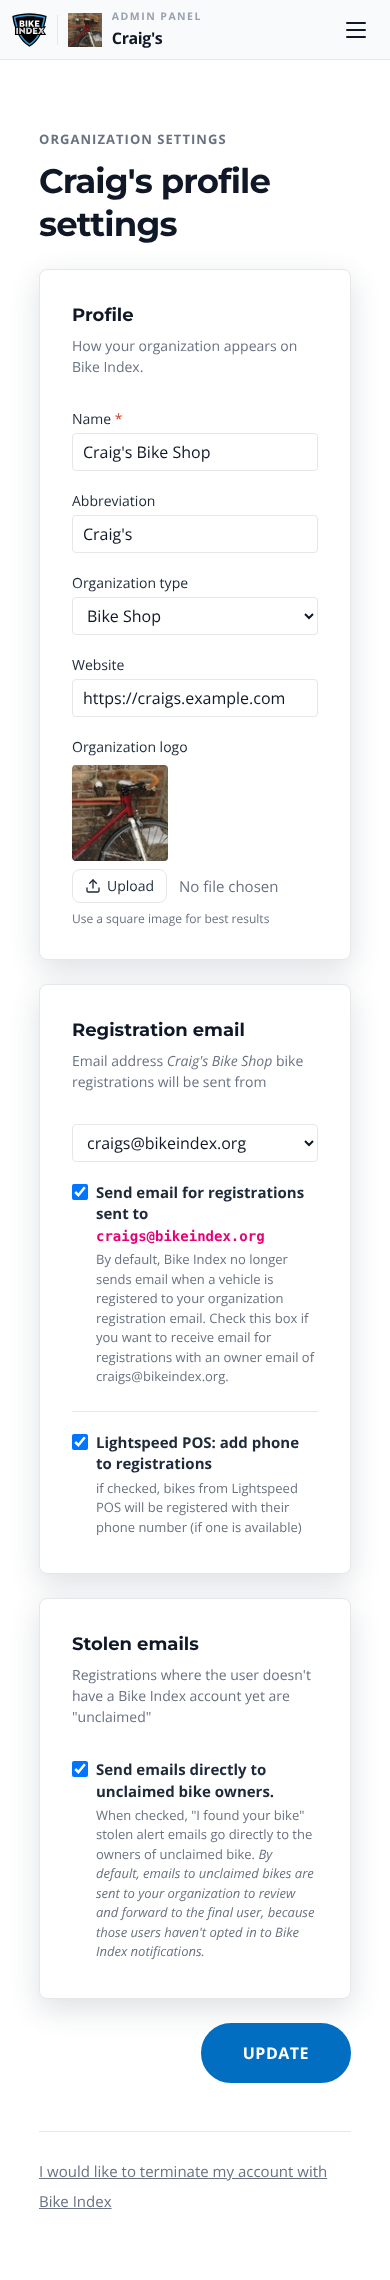 BIKE
INDEX
ADMIN PANEL
Craig's
ORGANIZATION SETTINGS
Craig's profile
settings
Profile
How your organization appears on
Bike Index.
Name *
Craig's Bike Shop
Abbreviation
Craig's
Organization type
Bike Shop
Website
https://craigs.example.com
Organization logo
Upload No file chosen
Use a square image for best results
Registration email
Email address Craig's Bike Shop bike
registrations will be sent from
craigs@bikeindex.org
Send email for registrations
sent to
craigs@bikeindex.org
By default, Bike Index no longer
sends email when a vehicle is
registered to your organization
registration email. Check this box if
you want to receive email for
registrations with an owner email of
craigs@bikeindex.org.
Lightspeed POS: add phone
to registrations
if checked, bikes from Lightspeed
POS will be registered with their
phone number (if one is available)
Stolen emails
Registrations where the user doesn't
have a Bike Index account yet are
"unclaimed"
Send emails directly to
unclaimed bike owners.
When checked, "I found your bike"
stolen alert emails go directly to the
owners of unclaimed bike. By
default, emails to unclaimed bikes are
sent to your organization to review
and forward to the final user, because
those users haven't opted in to Bike
Index notifications.
UPDATE
I would like to terminate my account with
Bike Index